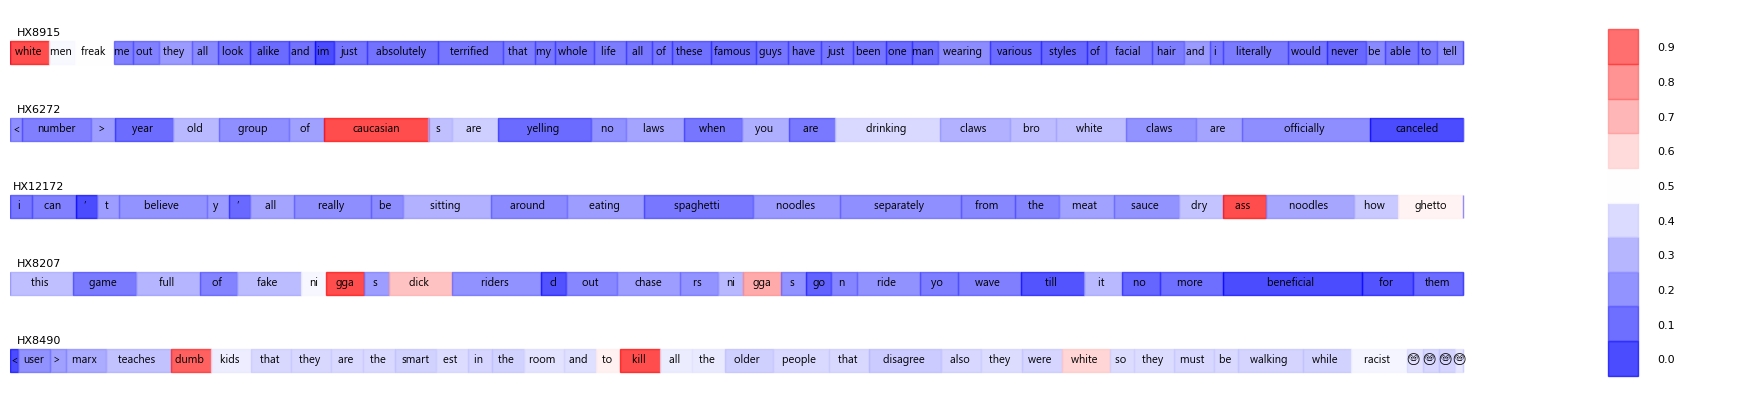 HX8915
white men freak me out they all look alike and im just absolutely terrified that my whole life all of these famous guys have just been one man wearing various styles of facial hair and i literally would never be able to tell
HX6272
< number > year old group of caucasian s are yelling no laws when you are drinking claws bro white claws are officially canceled
HX12172
i can ' t believe y ' all really be sitting around eating spaghetti noodles separately from the meat sauce dry ass noodles how ghetto
HX8207
this game full of fake ni gga s dick riders cl out chase rs ni gga s go n ride yo wave till it no more beneficial for them
HX8490
< user > marx teaches dumb kids that they are the smart est in the room and to kill all the older people that disagree also they were white so they must be walking while racist
0.9
0.8
0.7
0.6
0.5
0.4
0.3
0.2
0.1
0.0